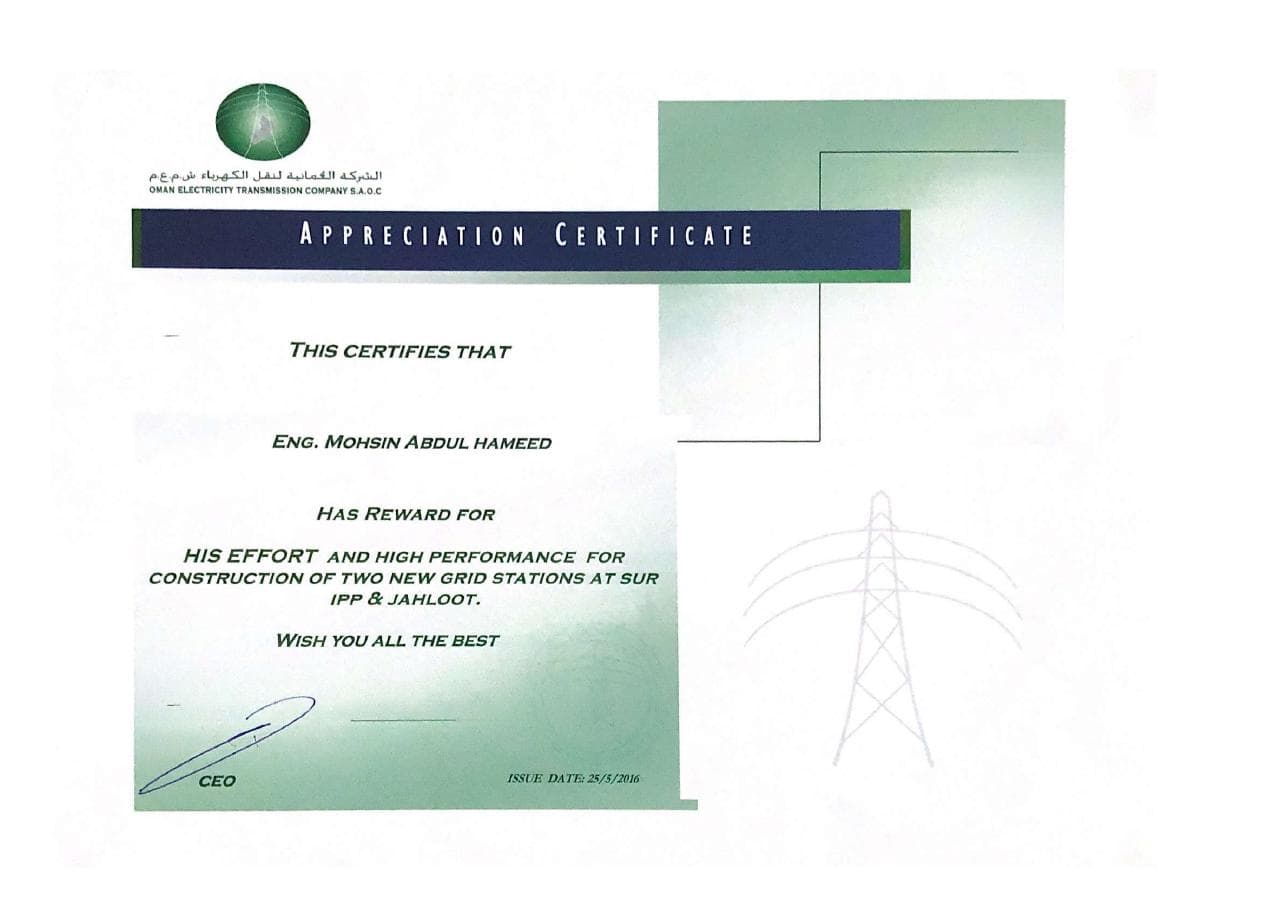 الشركة العمانية لنقل الكهرباء ش.م.ع.م
OMAN ELECTRICITY TRANSMISSION COMPANY S.A.O.C
APPRECIATION CERTIFICATE
THIS CERTIFIES THAT
ENG. MOHSIN ABDUL HAMEED
HAS REWARD FOR
HIS EFFORT AND HIGH PERFORMANCE FOR
CONSTRUCTION OF TWO NEW GRID STATIONS AT SUR
IPP & JAHLOOT.
WISH YOU ALL THE BEST
CEO
ISSUE DATE: 25/5/2016